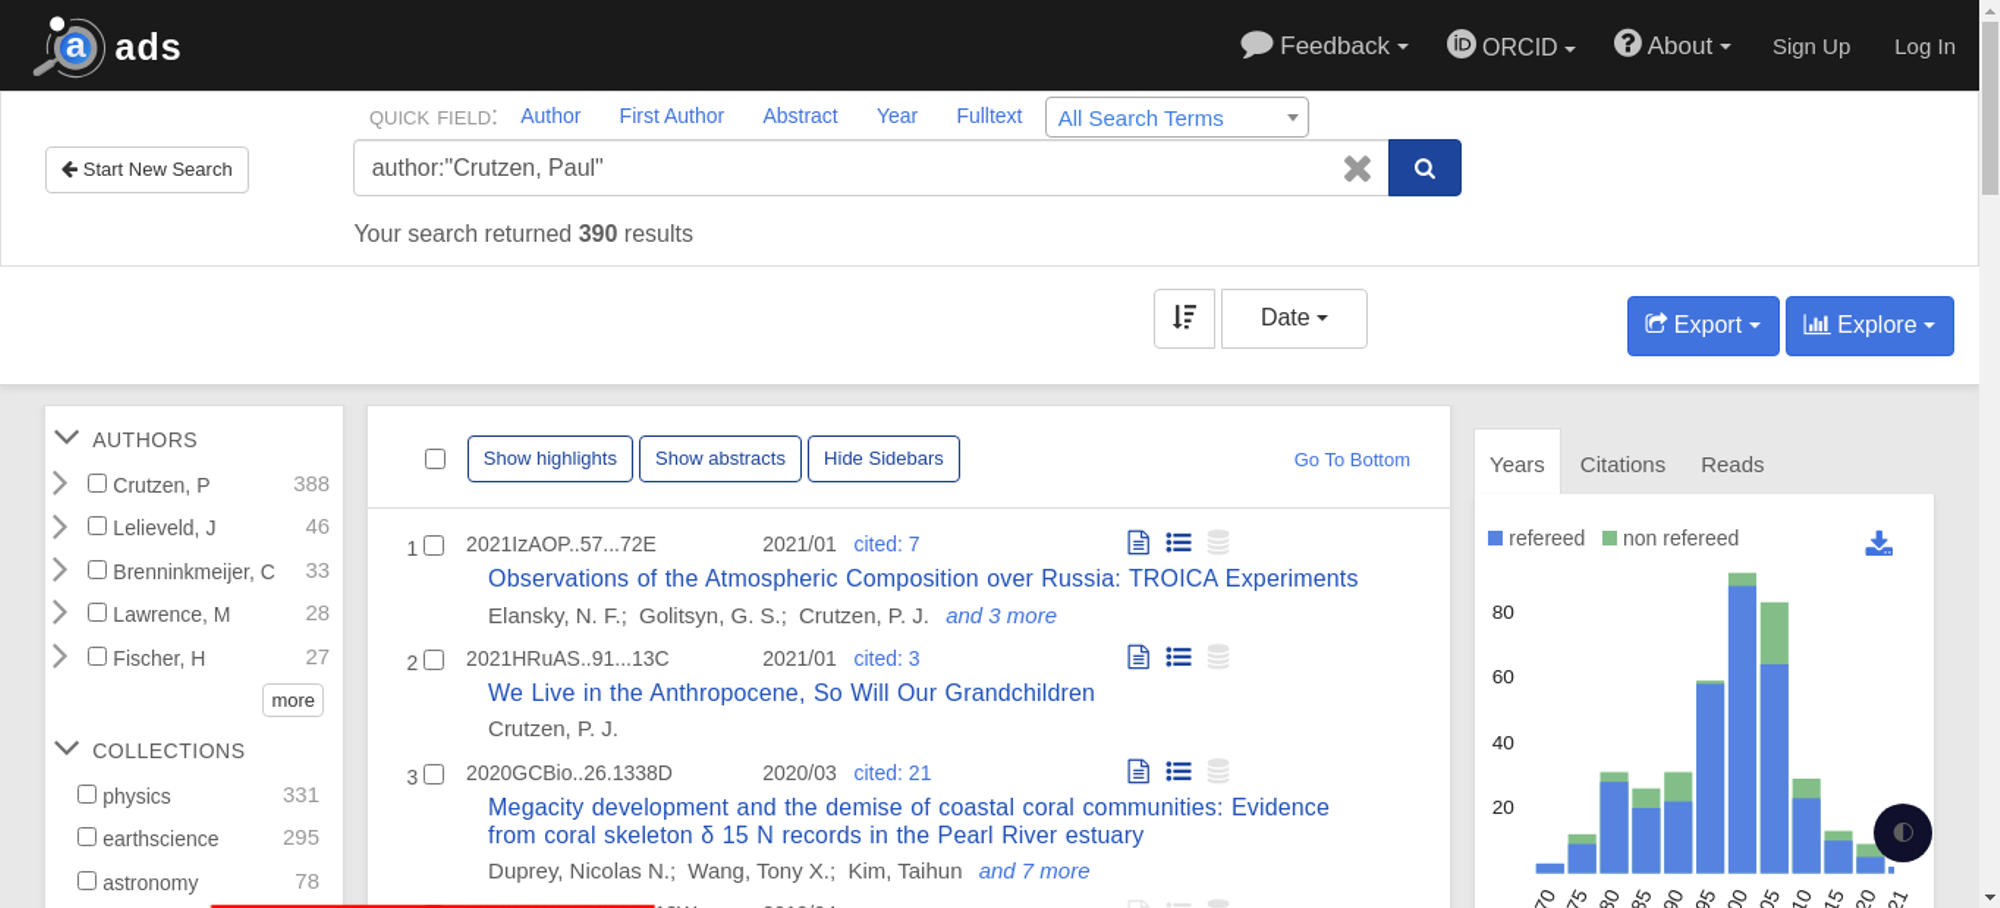 a ads
Feedback
ORCID
About
Sign Up
Log In
QUICK FIELD:
Author
First Author
Abstract
Year
Fulltext
All Search Terms
Start New Search
author:"Crutzen, Paul"
Your search returned 390 results
Date
Export
Explore
AUTHORS
Crutzen, P 388
Lelieveld, J 46
Brenninkmeijer, C 33
Lawrence, M 28
Fischer, H 27
more
COLLECTIONS
physics 331
earthscience 295
astronomy 78
Show highlights
Show abstracts
Hide Sidebars
Go To Bottom
1 2021IzAOP..57...72E 2021/01 cited: 7
Observations of the Atmospheric Composition over Russia: TROICA Experiments
Elansky, N. F.; Golitsyn, G. S.; Crutzen, P. J. and 3 more
2 2021HRuAS..91...13C 2021/01 cited: 3
We Live in the Anthropocene, So Will Our Grandchildren
Crutzen, P. J.
3 2020GCBio..26.1338D 2020/03 cited: 21
Megacity development and the demise of coastal coral communities: Evidence
from coral skeleton δ 15 N records in the Pearl River estuary
Duprey, Nicolas N.; Wang, Tony X.; Kim, Taihun and 7 more
Years
Citations
Reads
refereed
non refereed
80
60
40
20
70 75 80 85 90 95 00 05 10 15 20 21